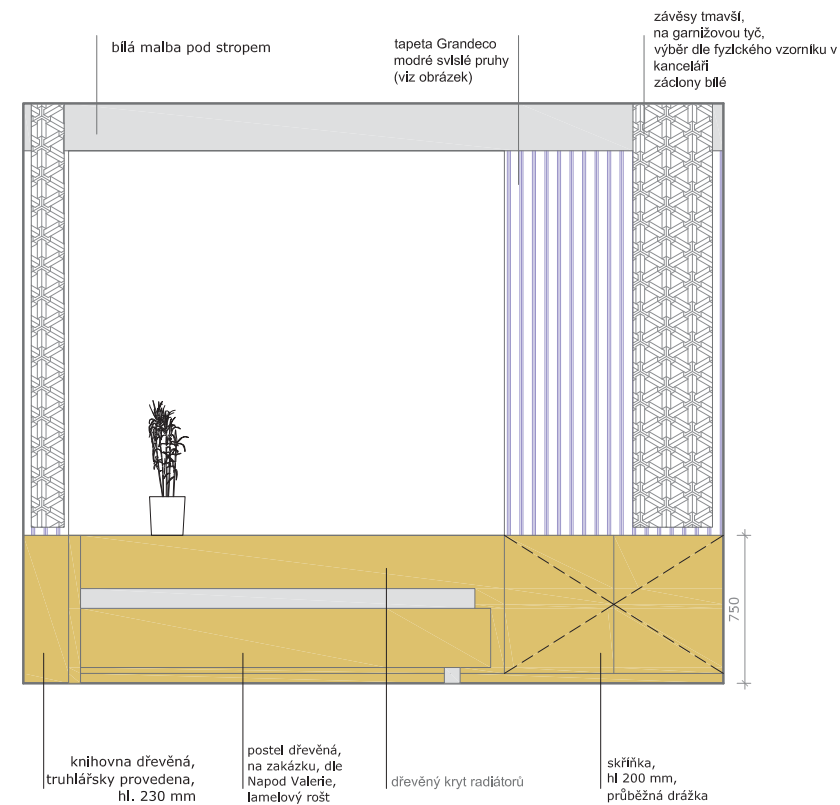 bílá malba pod stropem
tapeta Grandeco
modré svislé pruhy
(viz obrázek)
závěsy tmavší,
na garnižovou tyč,
výběr dle fyzického vzorníku v
kanceláři
záclony bílé
750
knihovna dřevěná,
truhlářsky provedena,
hl. 230 mm
postel dřevěná,
na zakázku, dle
Napod Valerie,
lamelový rošt
dřevěný kryt radiátorů
skříňka,
hl 200 mm,
průběžná drážka